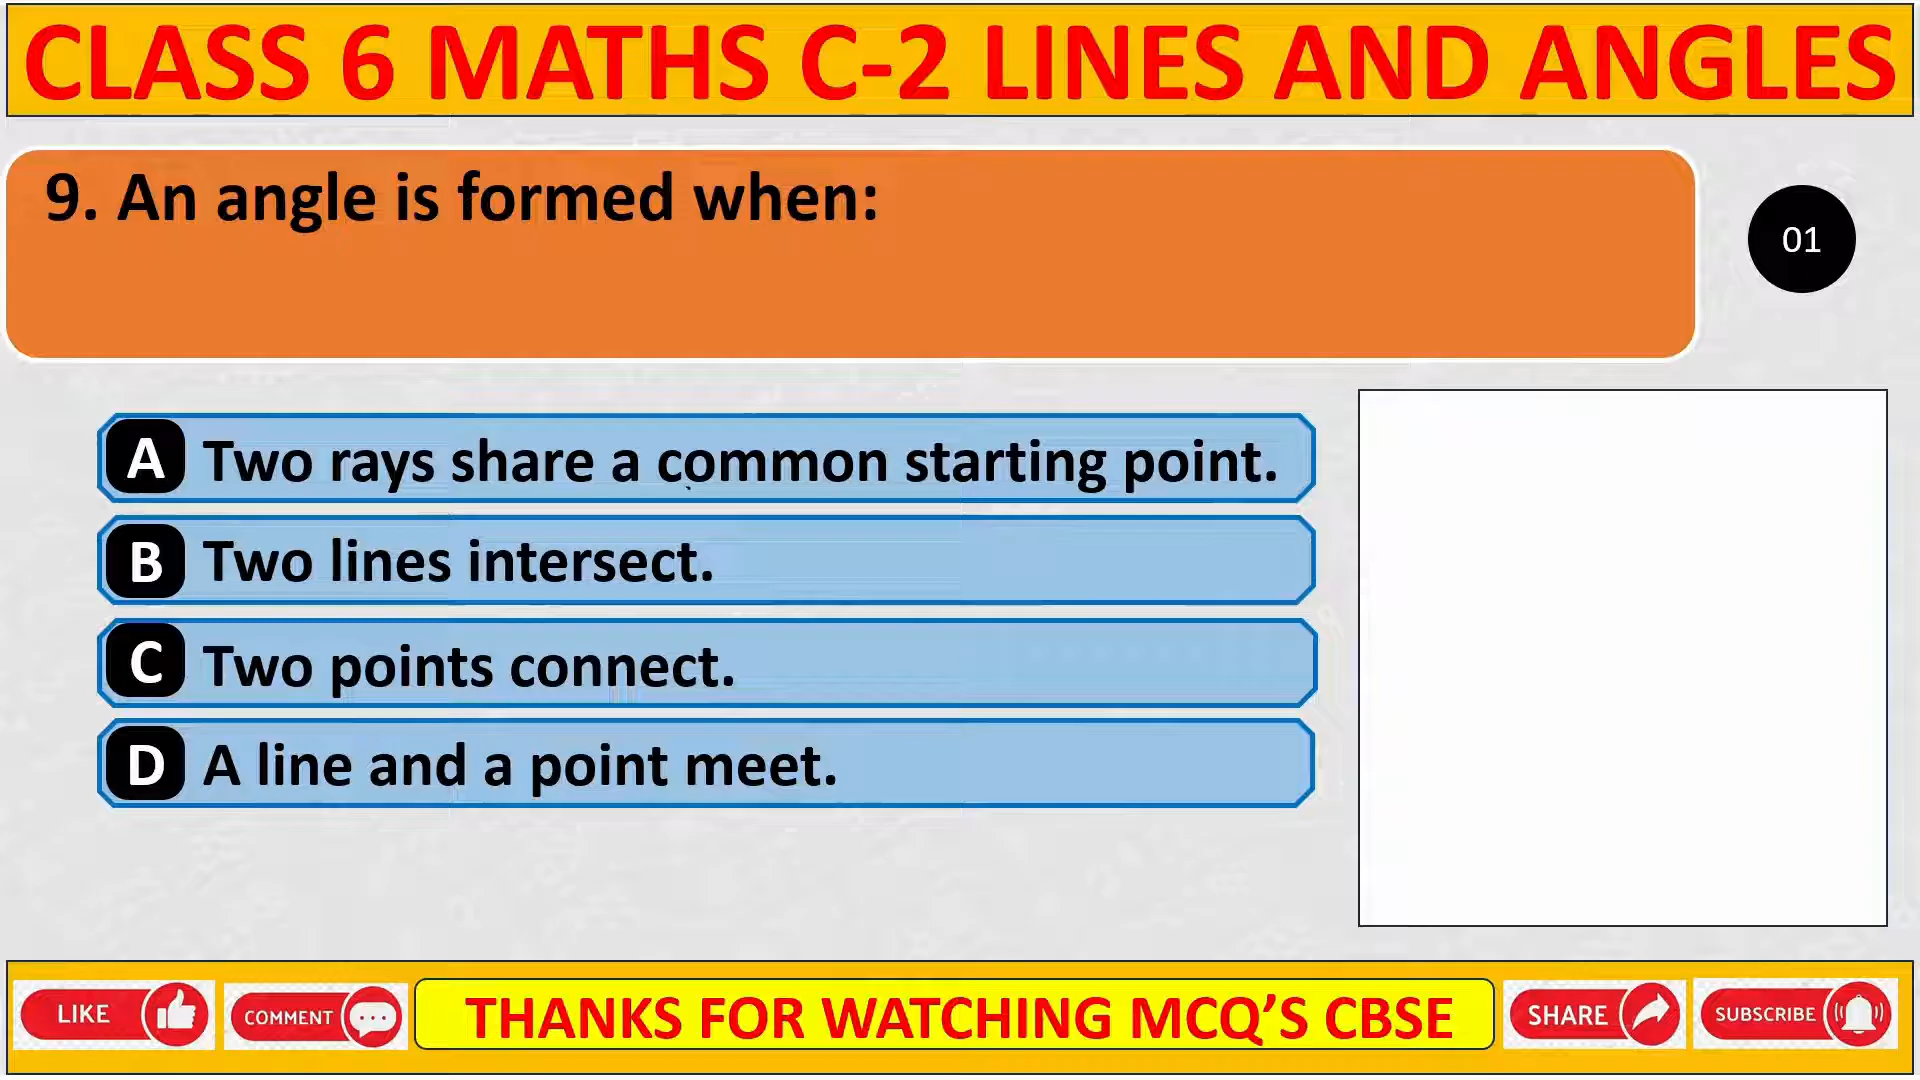 CLASS 6 MATHS C-2 LINES AND ANGLES
9. An angle is formed when:
01
A Two rays share a common starting point.
B Two lines intersect.
C Two points connect.
D A line and a point meet.
LIKE
COMMENT
THANKS FOR WATCHING MCQ’S CBSE
SHARE
SUBSCRIBE